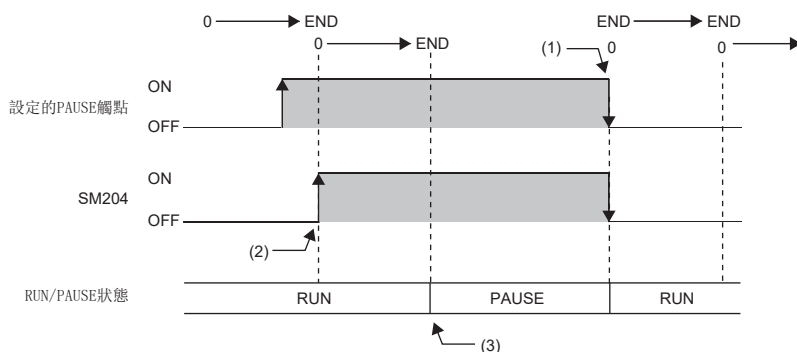 0 END END END
0 END (1) 0 0
設定的PAUSE觸點 ON
OFF
SM204 ON
OFF
(2)
RUN/PAUSE狀態 RUN PAUSE RUN
(3)